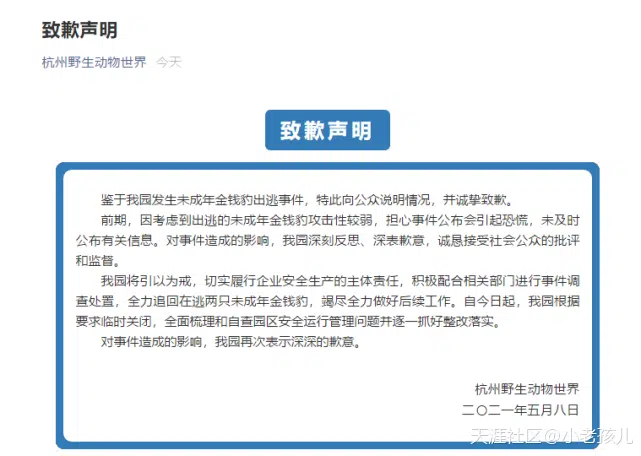 致歉声明
杭州野生动物世界 今天
致歉声明
鉴于我园发生未成年金钱豹出逃事件，特此向公众说明情况，并诚挚致歉。
前期，因考虑到出逃的未成年金钱豹攻击性较弱，担心事件公布会引起恐慌，未及时
公布有关信息。对事件造成的影响，我园深刻反思、深表歉意，诚恳接受社会公众的批评
和监督。
我园将引以为戒，切实履行企业安全生产的主体责任，积极配合相关部门进行事件调
查处置，全力追回在逃两只未成年金钱豹，竭尽全力做好后续工作。自今日起，我园根据
要求临时关闭，全面梳理和自查园区安全运行管理问题并逐一抓好整改落实。
对事件造成的影响，我园再次表示深深的歉意。
杭州野生动物世界
二〇二一年五月八日
天涯社区@小老孩儿